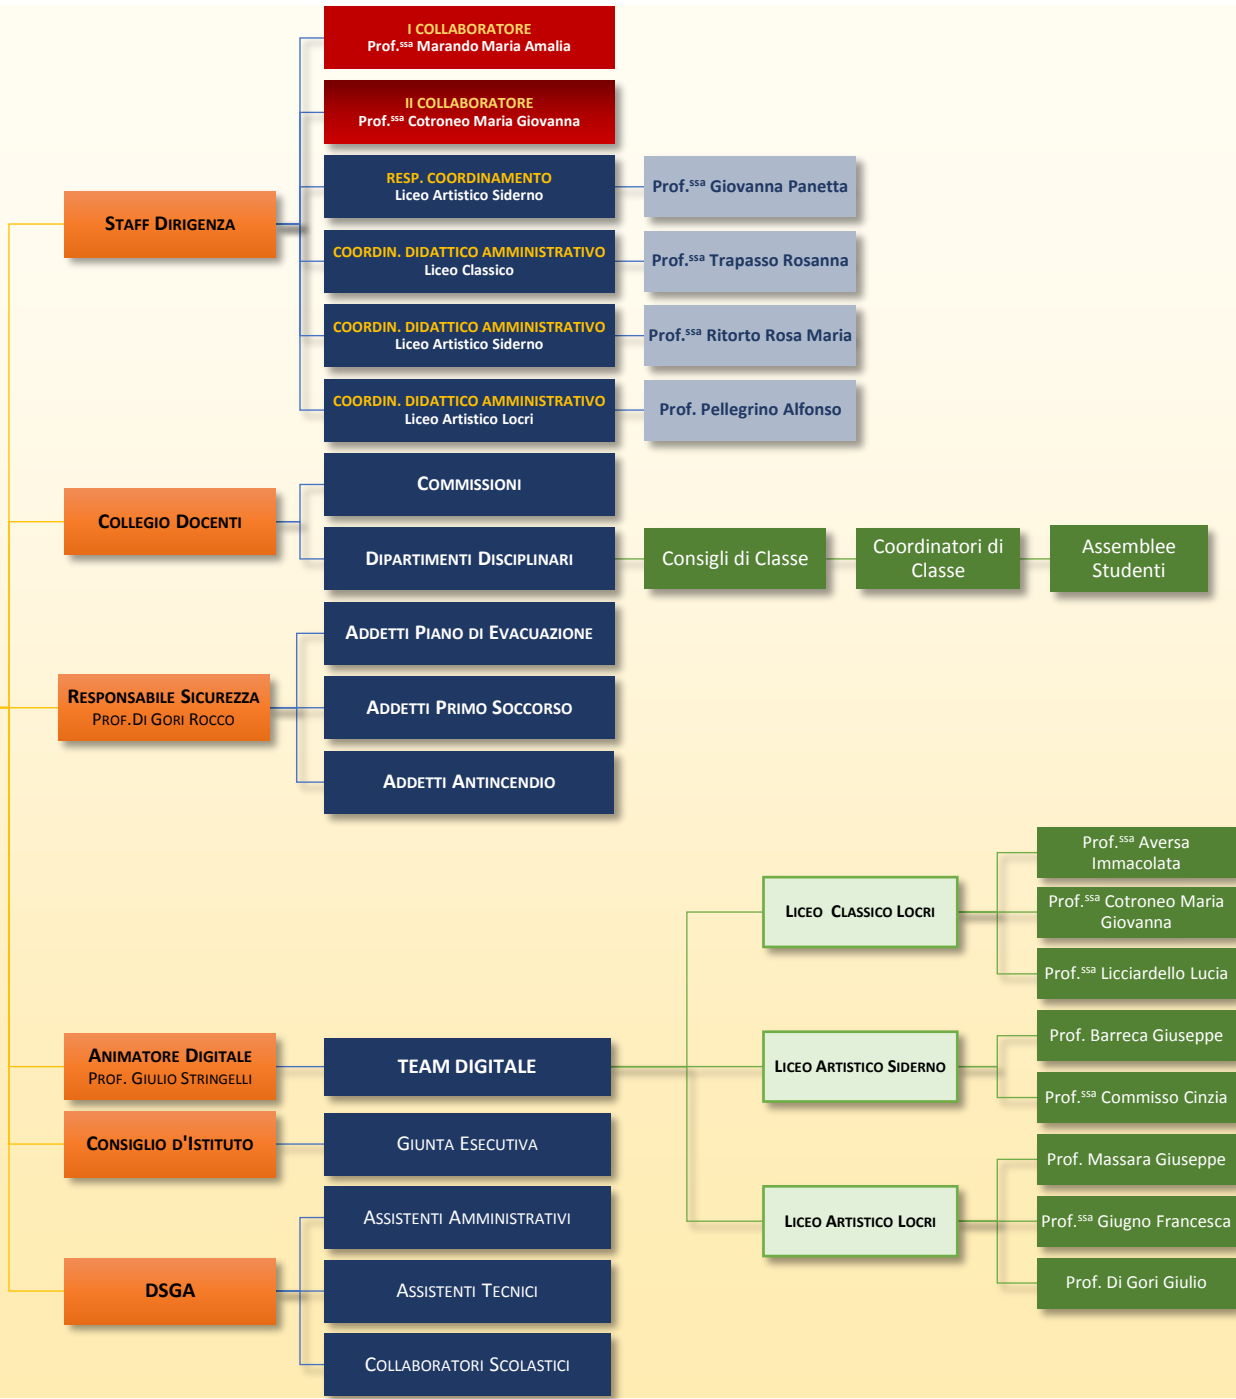 I COLLABORATORE
Prof.ssa Marando Maria Amalia
II COLLABORATORE
Prof.ssa Cotroneo Maria Giovanna
STAFF DIRIGENZA
RESP. COORDINAMENTO
Liceo Artistico Siderno
Prof.ssa Giovanna Panetta
COORDIN. DIDATTICO AMMINISTRATIVO
Liceo Classico
Prof.ssa Trapasso Rosanna
COORDIN. DIDATTICO AMMINISTRATIVO
Liceo Artistico Siderno
Prof.ssa Ritorto Rosa Maria
COORDIN. DIDATTICO AMMINISTRATIVO
Liceo Artistico Locri
Prof. Pellegrino Alfonso
COLLEGIO DOCENTI
COMMISSIONI
DIPARTIMENTI DISCIPLINARI
Consigli di Classe
Coordinatori di
Classe
Assemblee
Studenti
RESPONSABILE SICUREZZA
PROF.DI GORI ROCCO
ADDETTI PIANO DI EVACUAZIONE
ADDETTI PRIMO SOCCORSO
ADDETTI ANTINCENDIO
ANIMATORE DIGITALE
PROF. GIULIO STRINGELLI
TEAM DIGITALE
LICEO CLASSICO LOCRI
Prof.ssa Aversa
Immacolata
Prof.ssa Cotroneo Maria
Giovanna
Prof.ssa Licciardello Lucia
LICEO ARTISTICO SIDERNO
Prof. Barreca Giuseppe
Prof.ssa Commisso Cinzia
LICEO ARTISTICO LOCRI
Prof. Massara Giuseppe
Prof.ssa Giugno Francesca
Prof. Di Gori Giulio
CONSIGLIO D'ISTITUTO
GIUNTA ESECUTIVA
DSGA
ASSISTENTI AMMINISTRATIVI
ASSISTENTI TECNICI
COLLABORATORI SCOLASTICI